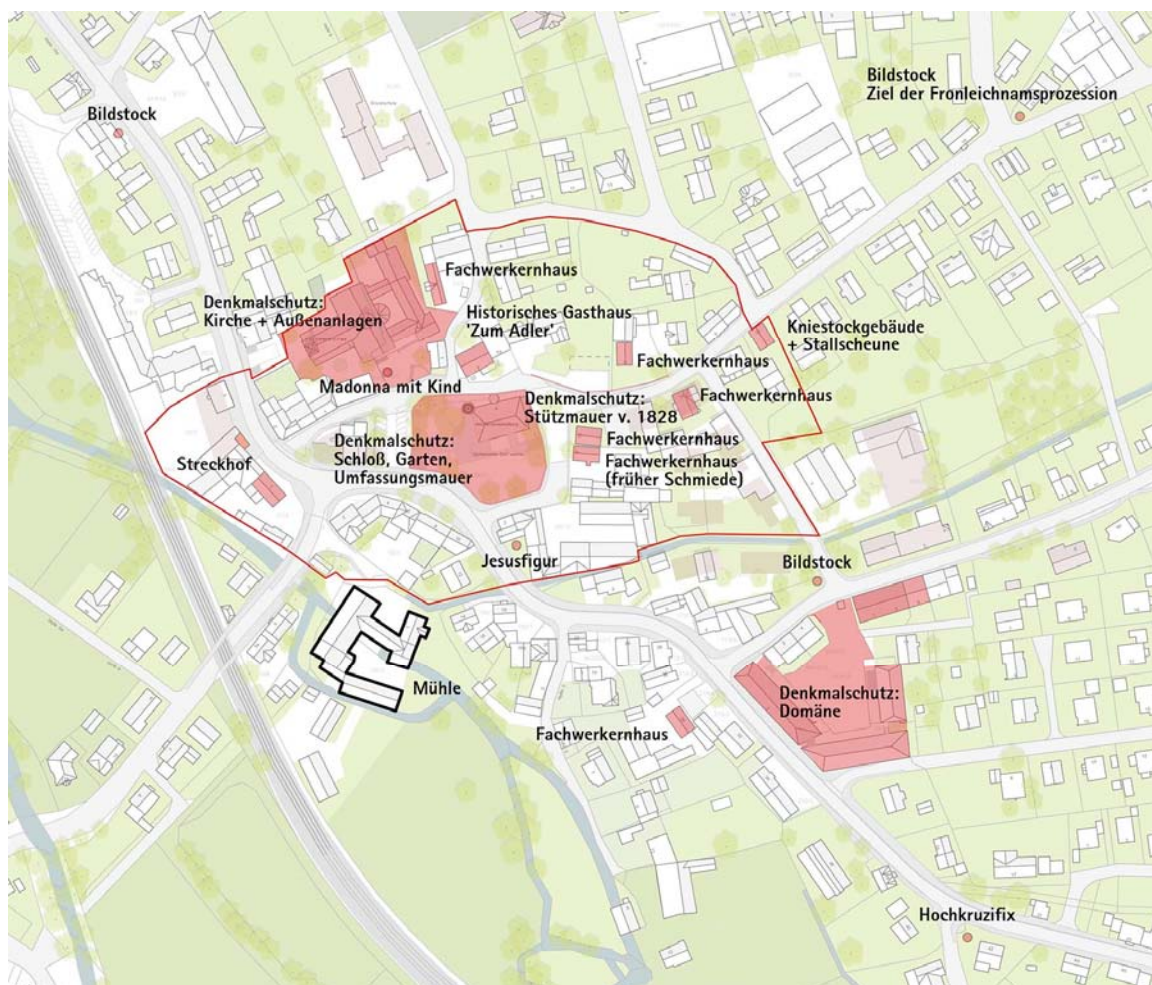 Bildstock
Ziel der Fronleichnamsprozession
Bildstock
Fachwerkernhaus
Denkmalschutz:
Kirche + Außenanlagen
Historisches Gasthaus
'Zum Adler'
Kniestockgebäude
+ Stallscheune
Fachwerkernhaus
Madonna mit Kind
Fachwerkernhaus
Denkmalschutz:
Stützmauer v. 1828
Denkmalschutz:
Schloß, Garten,
Umfassungsmauer
Fachwerkernhaus
Fachwerkernhaus
(früher Schmiede)
Streckhof
Jesusfigur
Bildstock
Mühle
Denkmalschutz:
Domäne
Fachwerkernhaus
Hochkruzifix